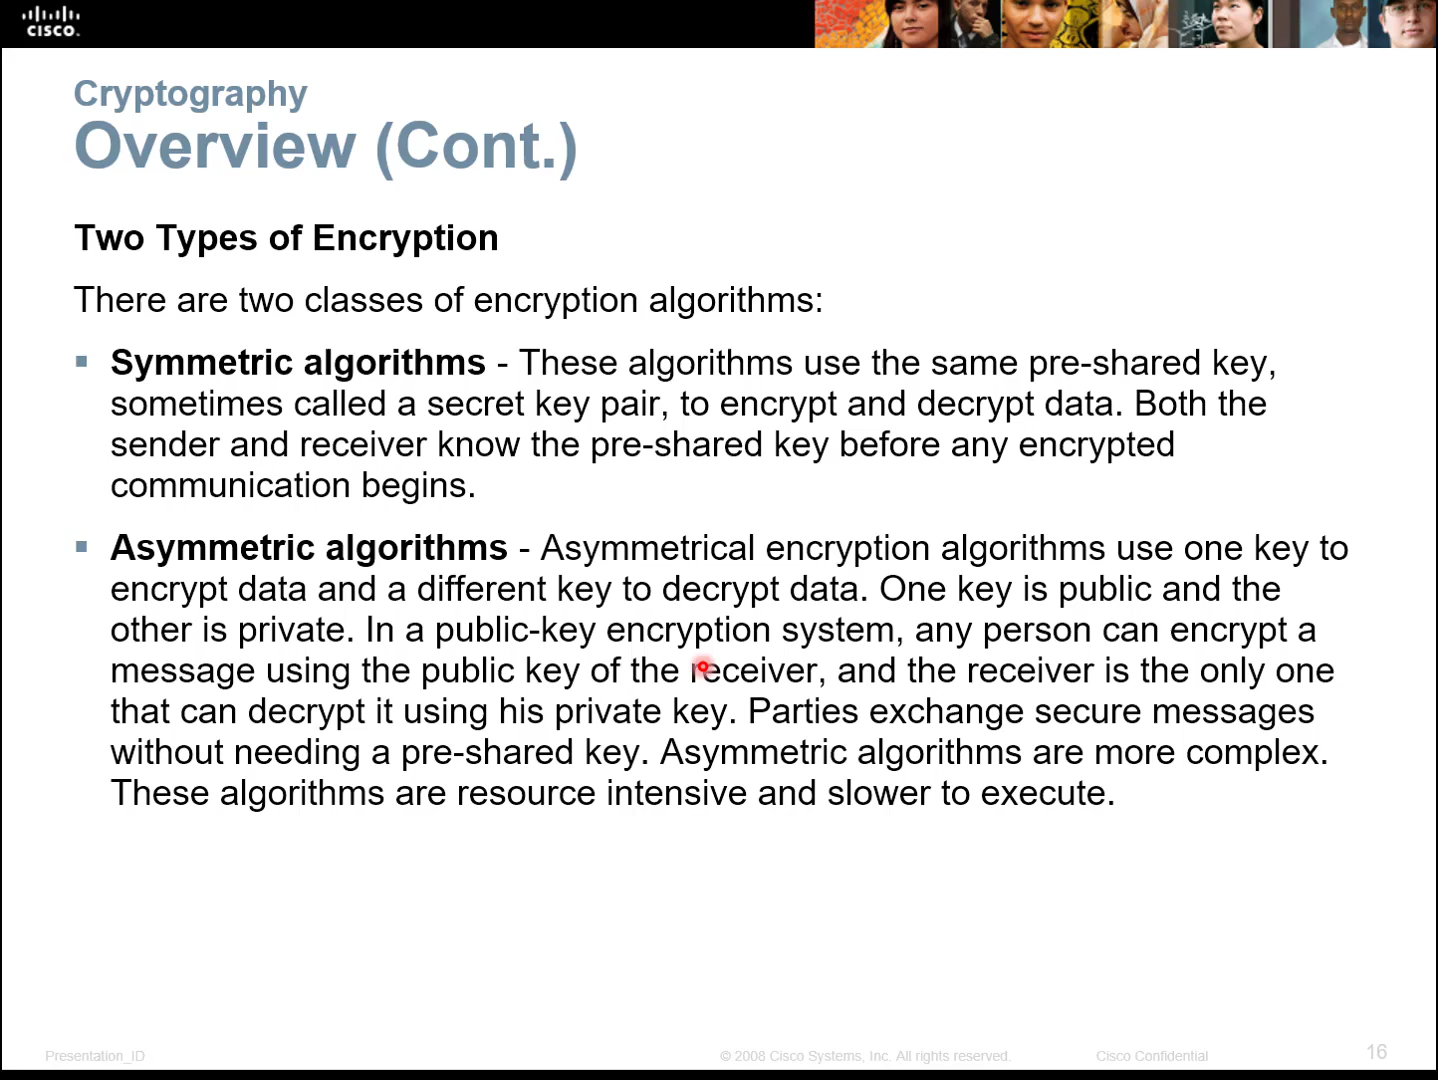 CISCO.
Cryptography
Overview (Cont.)
Two Types of Encryption
There are two classes of encryption algorithms:
Symmetric algorithms - These algorithms use the same pre-shared key,
sometimes called a secret key pair, to encrypt and decrypt data. Both the
sender and receiver know the pre-shared key before any encrypted
communication begins.
Asymmetric algorithms - Asymmetrical encryption algorithms use one key to
encrypt data and a different key to decrypt data. One key is public and the
other is private. In a public-key encryption system, any person can encrypt a
message using the public key of the receiver, and the receiver is the only one
that can decrypt it using his private key. Parties exchange secure messages
without needing a pre-shared key. Asymmetric algorithms are more complex.
These algorithms are resource intensive and slower to execute.
Presentation_ID
© 2008 Cisco Systems, Inc. All rights reserved.
Cisco Confidential
16